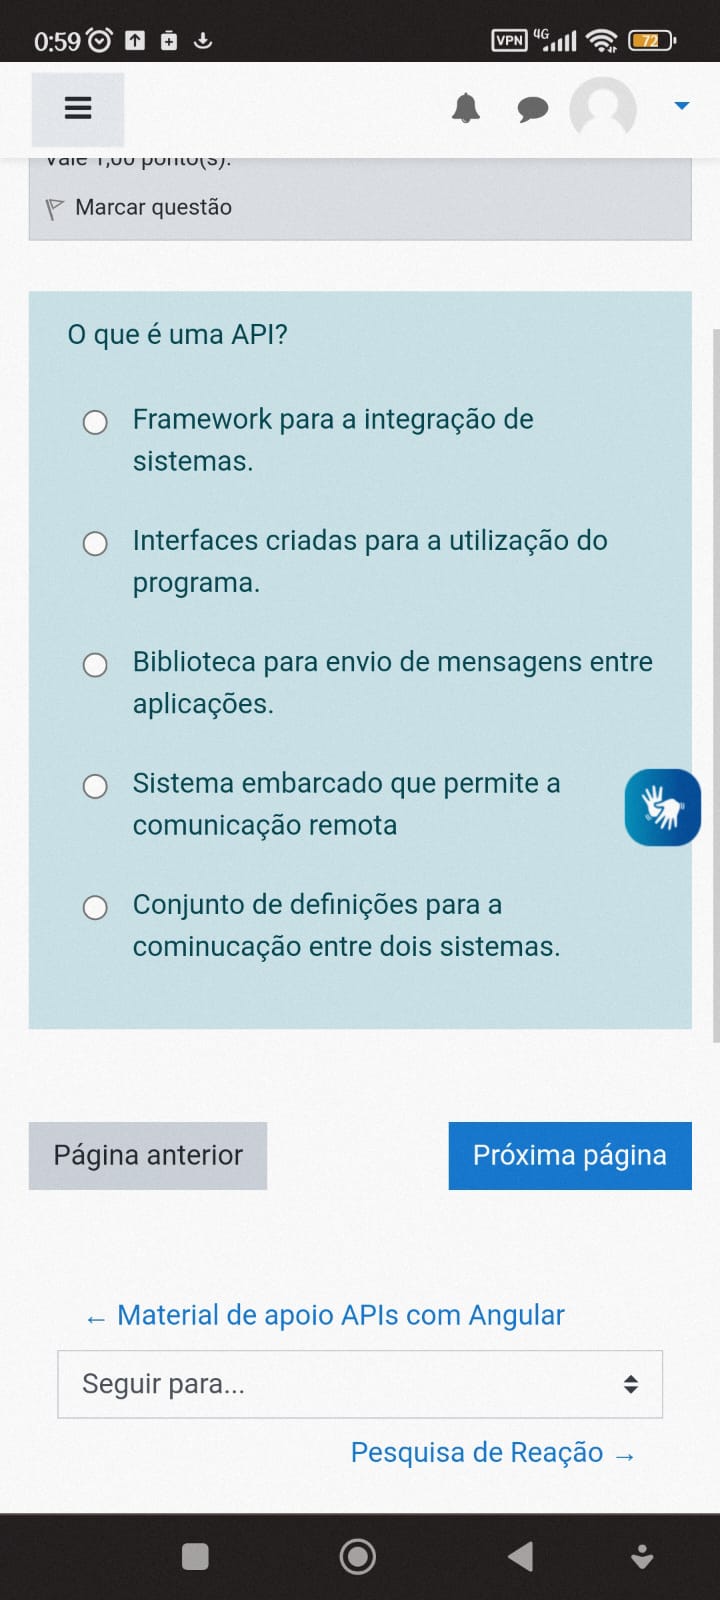 0:59
VPN 4G 72
Vale 1,00 ponto(s).
Marcar questão
O que é uma API?
Framework para a integração de
sistemas.
Interfaces criadas para a utilização do
programa.
Biblioteca para envio de mensagens entre
aplicações.
Sistema embarcado que permite a
comunicação remota
Conjunto de definições para a
cominucação entre dois sistemas.
Página anterior
Próxima página
← Material de apoio APIs com Angular
Seguir para...
Pesquisa de Reação →